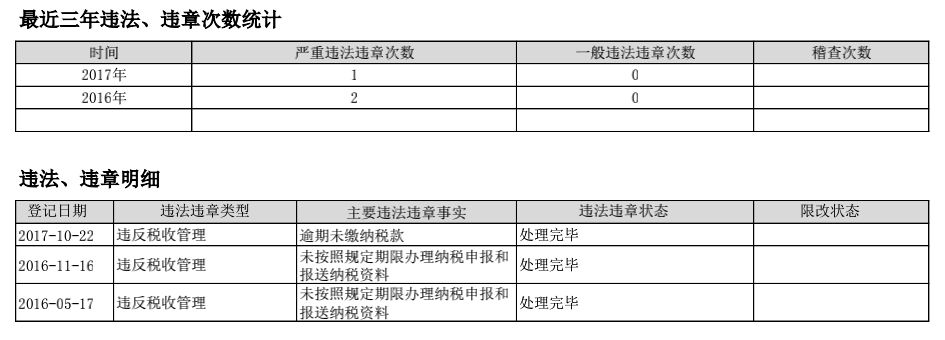 最近三年违法、违章次数统计
时间 严重违法违章次数 一般违法违章次数 稽查次数
2017年 1 0
2016年 2 0
违法、违章明细
登记日期 违法违章类型 主要违法违章事实 违法违章状态 限改状态
2017-10-22 违反税收管理 逾期未缴纳税款 处理完毕
2016-11-16 违反税收管理 未按照规定期限办理纳税申报和 处理完毕
报送纳税资料
2016-05-17 违反税收管理 未按照规定期限办理纳税申报和 处理完毕
报送纳税资料